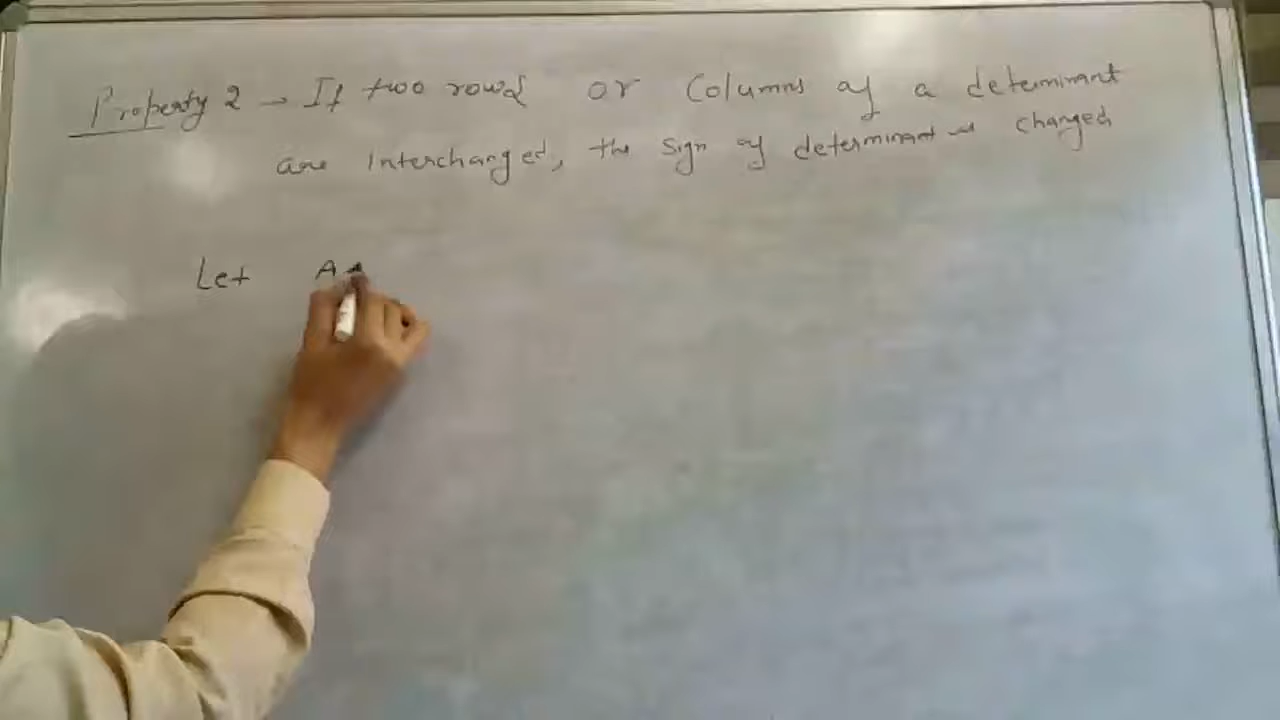 Property 2 → If two rows or Columns of a determinant
are Interchanged, the Sign of determinant is changed
Let A